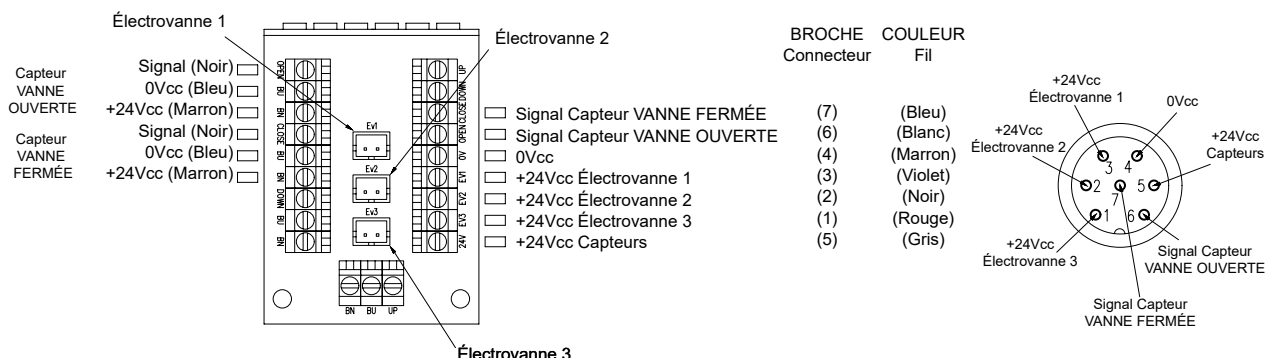 Électrovanne 1
Électrovanne 2
Capteur
VANNE
OUVERTE
Signal (Noir)
0Vcc (Bleu)
+24Vcc (Marron)
Capteur
VANNE
FERMÉE
Signal (Noir)
0Vcc (Bleu)
+24Vcc (Marron)
OPEN
BU
BN
CLOSE
BU
BN
DOWN
BU
BN
Ev1
Ev2
Ev3
BN BU UP
UP
DOWN
CLOSE
OPEN
0V
EV1
EV2
EV3
24V
Électrovanne 3
BROCHE COULEUR
Connecteur Fil
Signal Capteur VANNE FERMÉE (7) (Bleu)
Signal Capteur VANNE OUVERTE (6) (Blanc)
0Vcc (4) (Marron)
+24Vcc Électrovanne 1 (3) (Violet)
+24Vcc Électrovanne 2 (2) (Noir)
+24Vcc Électrovanne 3 (1) (Rouge)
+24Vcc Capteurs (5) (Gris)
+24Vcc
Électrovanne 1
0Vcc
+24Vcc
Électrovanne 2
+24Vcc
Capteurs
3 4
2 5
7
1 6
+24Vcc
Électrovanne 3
Signal Capteur
VANNE OUVERTE
Signal Capteur
VANNE FERMÉE